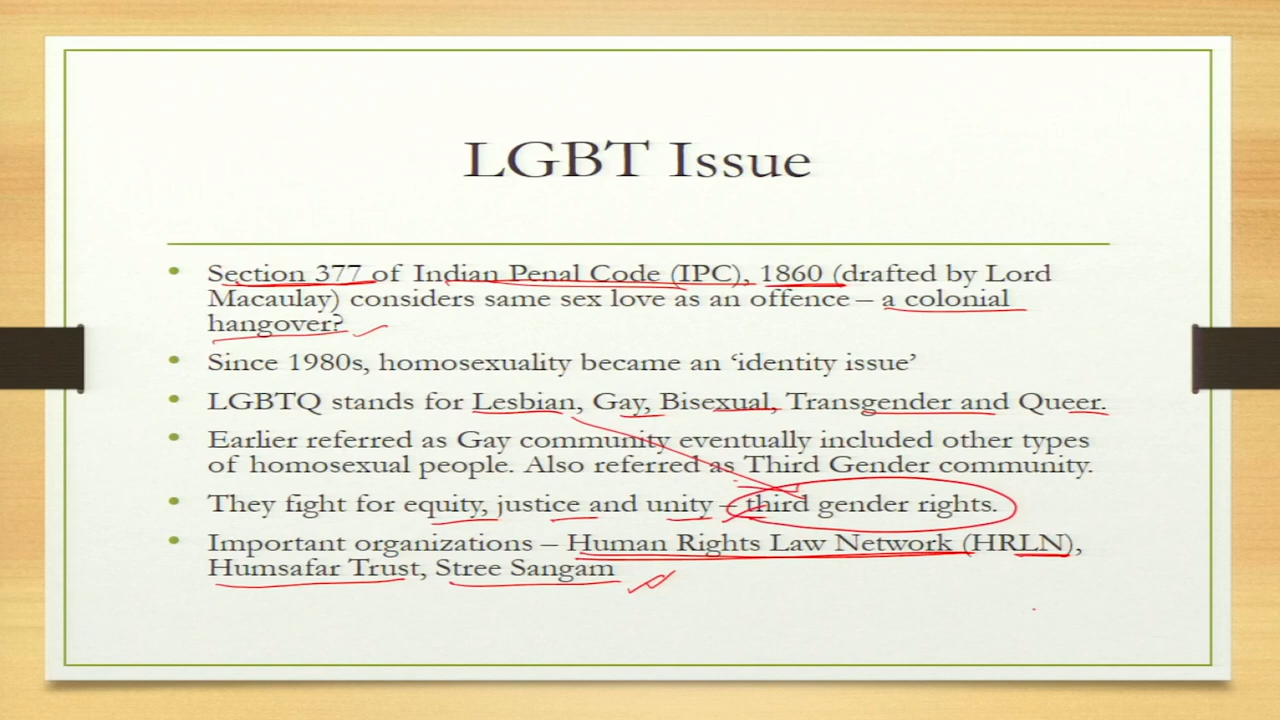 LGBT Issue
• Section 377 of Indian Penal Code (IPC), 1860 (drafted by Lord
Macaulay) considers same sex love as an offence – a colonial
hangover?
• Since 1980s, homosexuality became an ‘identity issue’
• LGBTQ stands for Lesbian, Gay, Bisexual, Transgender and Queer.
• Earlier referred as Gay community eventually included other types
of homosexual people. Also referred as Third Gender community.
• They fight for equity, justice and unity – third gender rights.
• Important organizations – Human Rights Law Network (HRLN),
Humsafar Trust, Stree Sangam